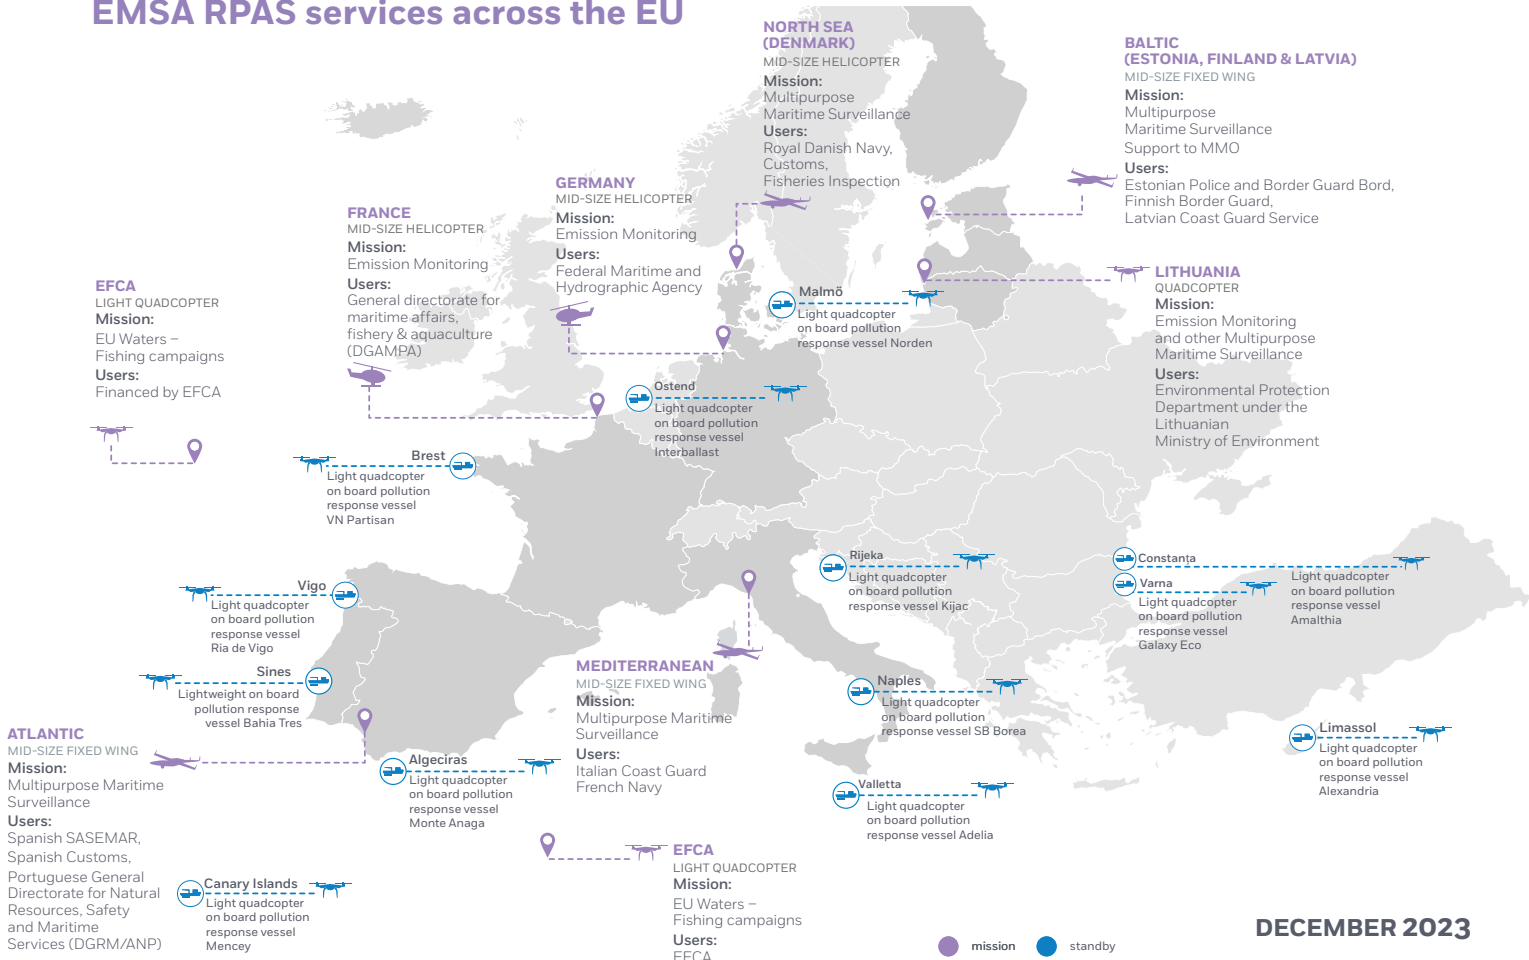 EMSA RPAS services across the EU
NORTH SEA
(DENMARK)
MID-SIZE HELICOPTER
Mission:
Multipurpose
Maritime Surveillance
Users:
Royal Danish Navy,
Customs,
Fisheries Inspection
BALTIC
(ESTONIA, FINLAND & LATVIA)
MID-SIZE FIXED WING
Mission:
Multipurpose
Maritime Surveillance
Support to MMO
Users:
Estonian Police and Border Guard Bord,
Finnish Border Guard,
Latvian Coast Guard Service
GERMANY
MID-SIZE HELICOPTER
Mission:
Emission Monitoring
Users:
Federal Maritime and
Hydrographic Agency
FRANCE
MID-SIZE HELICOPTER
Mission:
Emission Monitoring
Users:
General directorate for
maritime affairs,
fishery & aquaculture
(DGAMPA)
EFCA
LIGHT QUADCOPTER
Mission:
EU Waters –
Fishing campaigns
Users:
Financed by EFCA
LITHUANIA
QUADCOPTER
Mission:
Emission Monitoring
and other Multipurpose
Maritime Surveillance
Users:
Environmental Protection
Department under the
Lithuanian
Ministry of Environment
Malmö
Light quadcopter
on board pollution
response vessel Norden
Ostend
Light quadcopter
on board pollution
response vessel
Interballast
Brest
Light quadcopter
on board pollution
response vessel
VN Partisan
Vigo
Light quadcopter
on board pollution
response vessel
Ria de Vigo
Sines
Lightweight on board
pollution response
vessel Bahia Tres
Rijeka
Light quadcopter
on board pollution
response vessel Kijac
Constanța
Light quadcopter
on board pollution
response vessel
Amalthia
Varna
Light quadcopter
on board pollution
response vessel
Galaxy Eco
MEDITERRANEAN
MID-SIZE FIXED WING
Mission:
Multipurpose Maritime
Surveillance
Users:
Italian Coast Guard
French Navy
Naples
Light quadcopter
on board pollution
response vessel SB Borea
Limassol
Light quadcopter
on board pollution
response vessel
Alexandria
ATLANTIC
MID-SIZE FIXED WING
Mission:
Multipurpose Maritime
Surveillance
Users:
Spanish SASEMAR,
Spanish Customs,
Portuguese General
Directorate for Natural
Resources, Safety
and Maritime
Services (DGRM/ANP)
Algeciras
Light quadcopter
on board pollution
response vessel
Monte Anaga
Valletta
Light quadcopter
on board pollution
response vessel Adelia
Canary Islands
Light quadcopter
on board pollution
response vessel
Mencey
EFCA
LIGHT QUADCOPTER
Mission:
EU Waters –
Fishing campaigns
Users:
EFCA
DECEMBER 2023
mission
standby